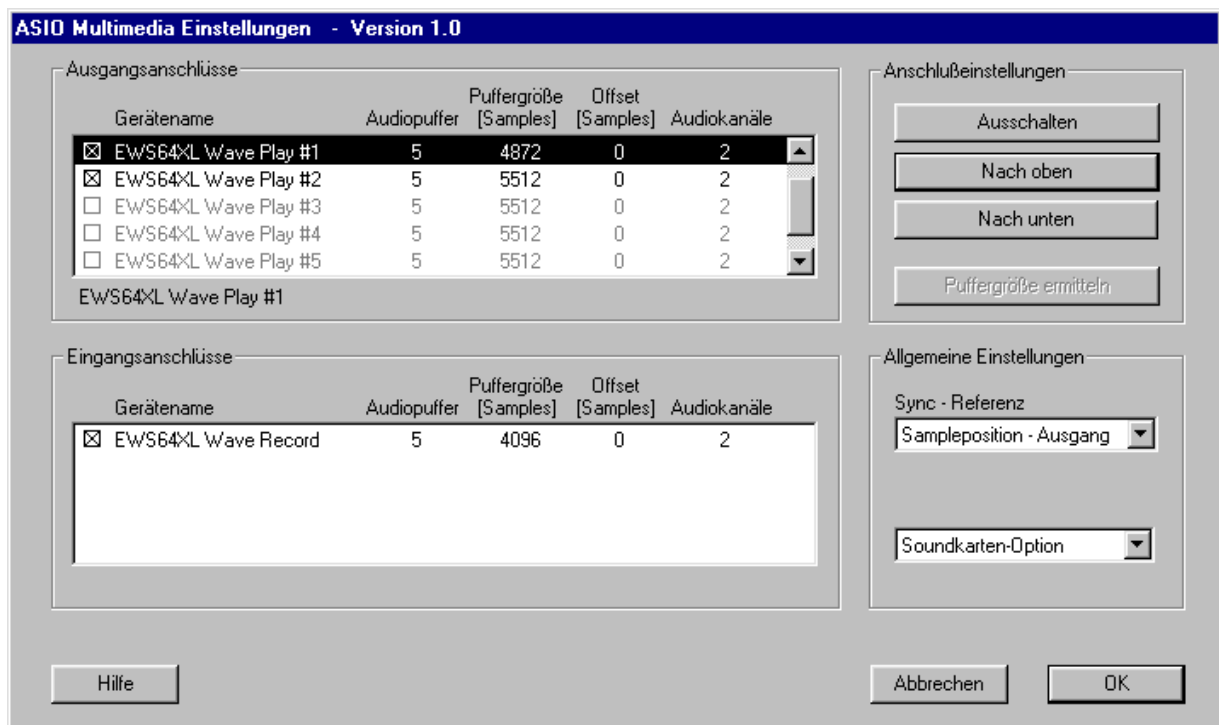 ASIO Multimedia Einstellungen - Version 1.0
Ausgangsanschlüsse
Puffergröße Offset
Gerätename Audiopuffer [Samples] [Samples] Audiokanäle
EWS64XL Wave Play #1 5 4872 0 2
EWS64XL Wave Play #2 5 5512 0 2
EWS64XL Wave Play #3 5 5512 0 2
EWS64XL Wave Play #4 5 5512 0 2
EWS64XL Wave Play #5 5 5512 0 2
EWS64XL Wave Play #1
Anschlußeinstellungen
Ausschalten
Nach oben
Nach unten
Puffergröße ermitteln
Eingangsanschlüsse
Puffergröße Offset
Gerätename Audiopuffer [Samples] [Samples] Audiokanäle
EWS64XL Wave Record 5 4096 0 2
Allgemeine Einstellungen
Sync - Referenz
Sampleposition - Ausgang
Soundkarten-Option
Hilfe
Abbrechen
OK